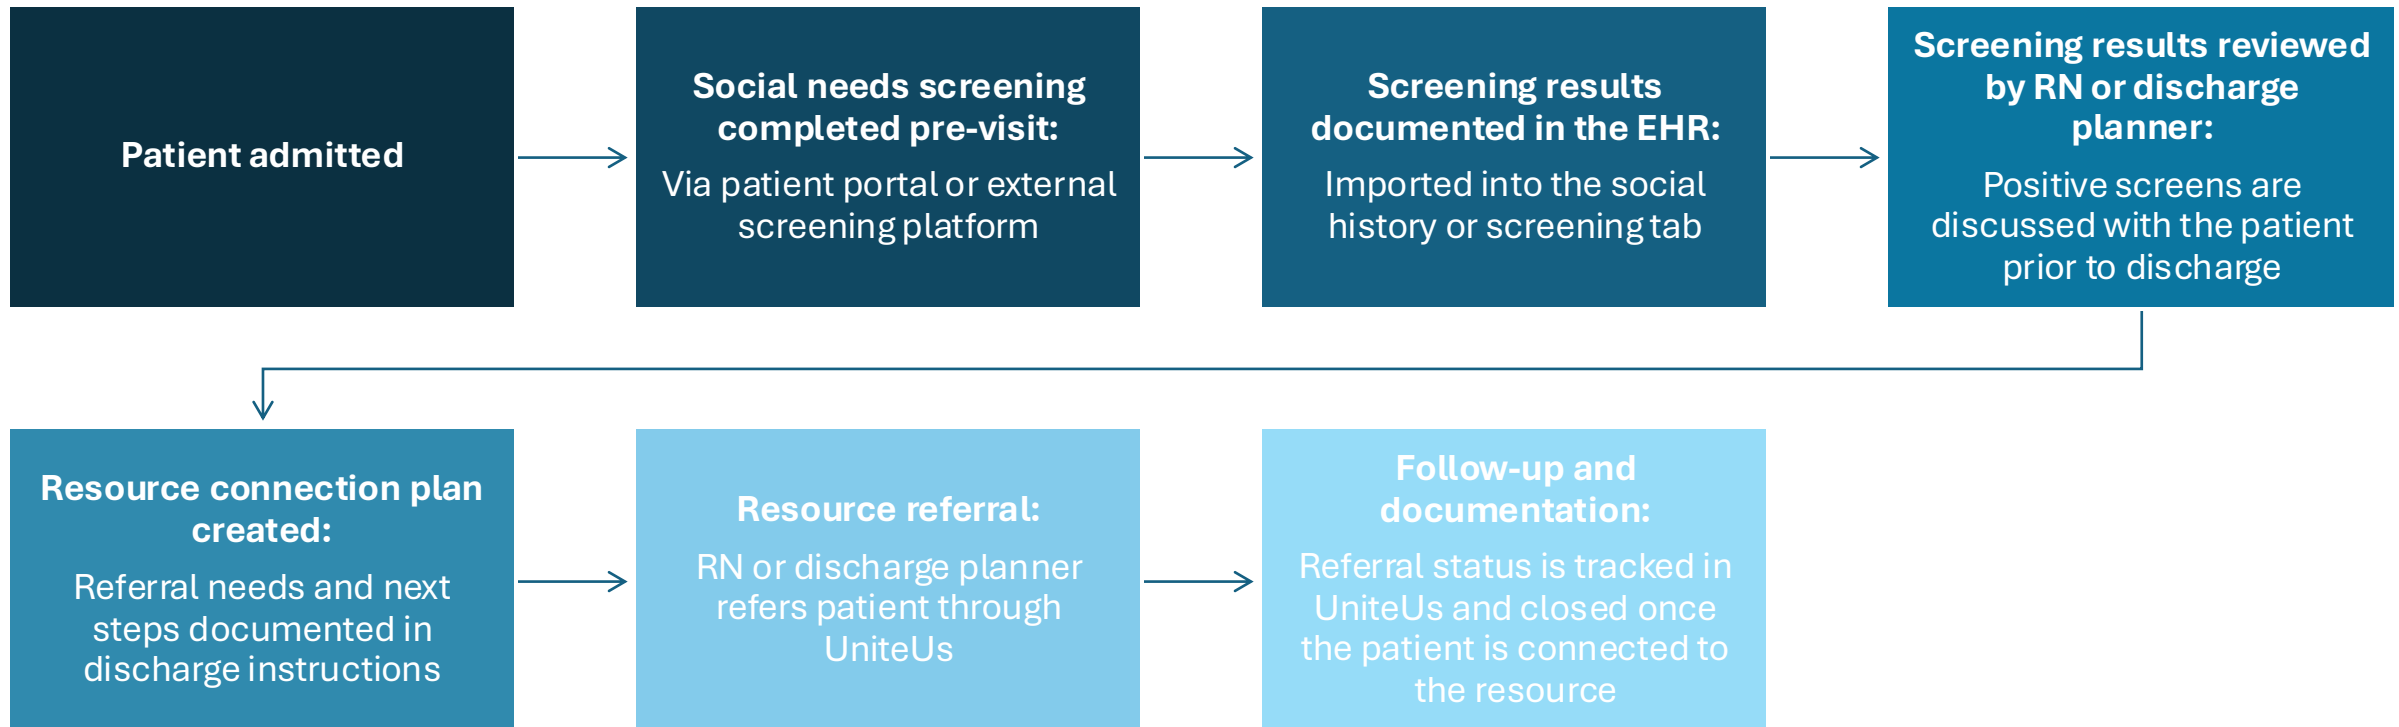 Patient admitted
Social needs screening
completed pre-visit:
Via patient portal or external
screening platform
Screening results
documented in the EHR:
Imported into the social
history or screening tab
Screening results reviewed
by RN or discharge
planner:
Positive screens are
discussed with the patient
prior to discharge
Resource connection plan
created:
Referral needs and next
steps documented in
discharge instructions
Resource referral:
RN or discharge planner
refers patient through
UniteUs
Follow-up and
documentation:
Referral status is tracked in
UniteUs and closed once
the patient is connected to
the resource